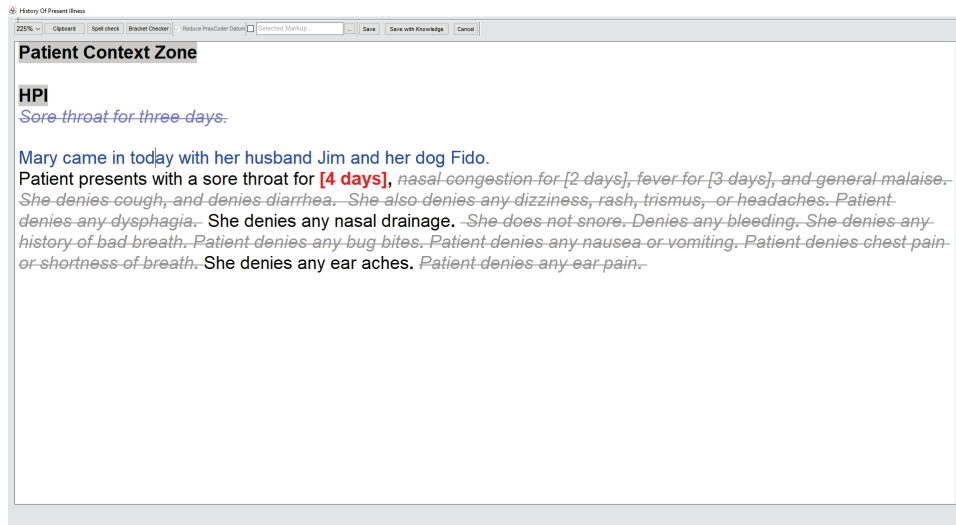 History Of Present Illness
225% Clipboard Spell check Bracket Checker Reduce PraxCoder Datum Selected Markup... ... Save Save with Knowledge Cancel
Patient Context Zone
HPI
Sore throat for three days.
Mary came in today with her husband Jim and her dog Fido.
Patient presents with a sore throat for [4 days], nasal congestion for [2 days], fever for [3 days], and general malaise.
She denies cough, and denies diarrhea. She also denies any dizziness, rash, trismus, or headaches. Patient
denies any dysphagia. She denies any nasal drainage. She does not snore. Denies any bleeding. She denies any
history of bad breath. Patient denies any bug bites. Patient denies any nausea or vomiting. Patient denies chest pain
or shortness of breath. She denies any ear aches. Patient denies any ear pain.